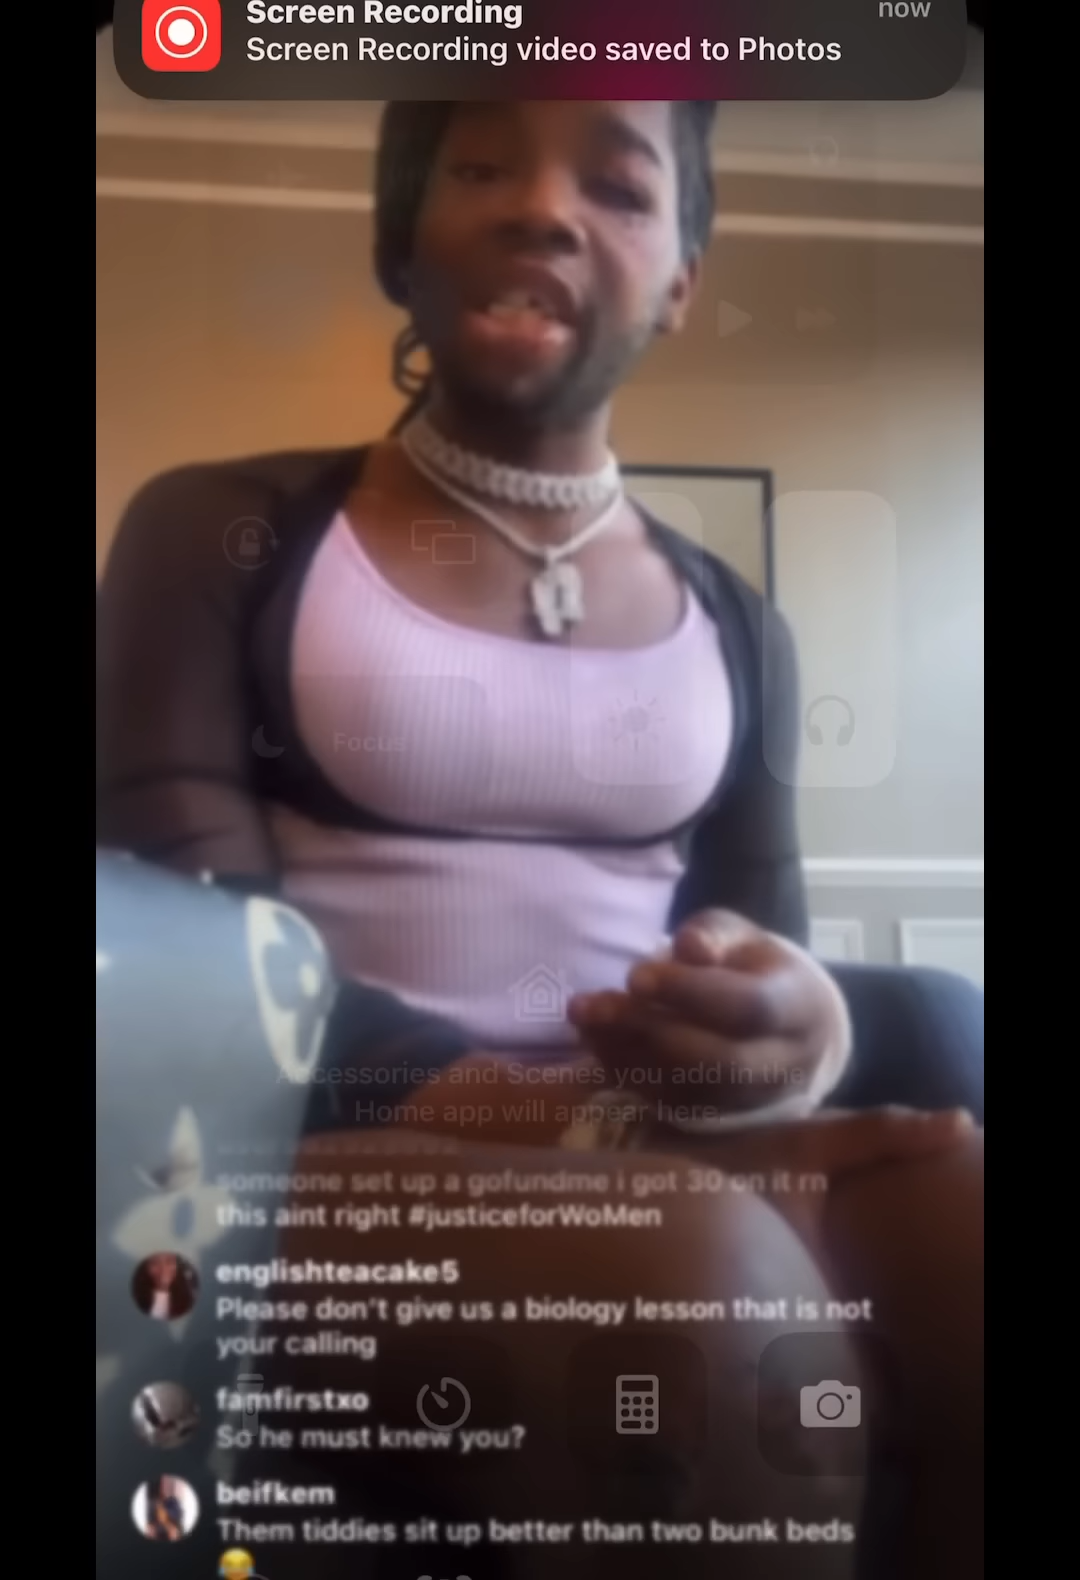 Screen Recording
now
Screen Recording video saved to Photos
Focus
Accessories and Scenes you add in the
Home app will appear here.
someone set up a gofundme i got 30 on it rn
this aint right #justiceforWoMen
englishteacake5
Please don't give us a biology lesson that is not
your calling
famfirstxo
So he must knew you?
beifkem
Them tiddies sit up better than two bunk beds
😂